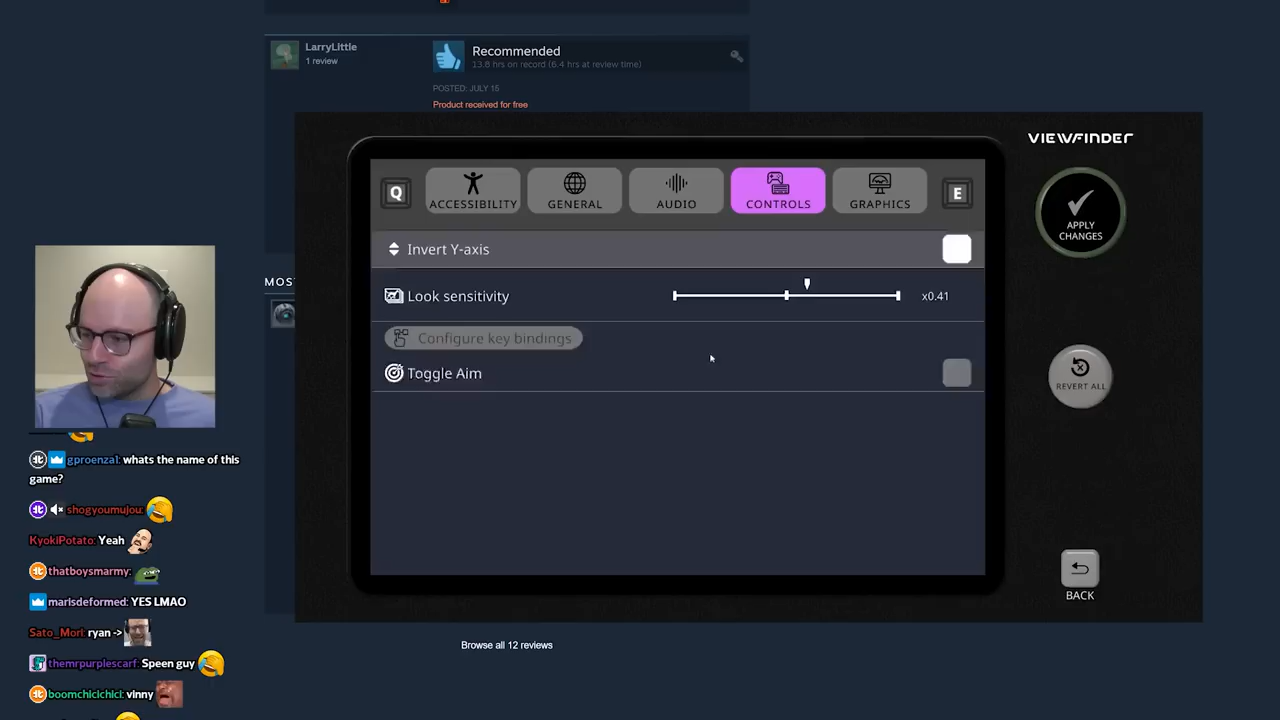 LarryLittle
1 review
Recommended
13.8 hrs on record (6.4 hrs at review time)
POSTED: JULY 15
Product received for free
VIEWFINDER
Q
ACCESSIBILITY
GENERAL
AUDIO
CONTROLS
GRAPHICS
E
APPLY
CHANGES
Invert Y-axis
Look sensitivity
x0.41
Configure key bindings
Toggle Aim
REVERT ALL
BACK
MOS
gproenza1: whats the name of this
game?
shogyoumujou:
KyokiPotato: Yeah
thatboysmarmy:
marisdeformed: YES LMAO
Sato_Mori: ryan ->
themrpurplescarf: Speen guy
boomchicichici: vinny
Browse all 12 reviews